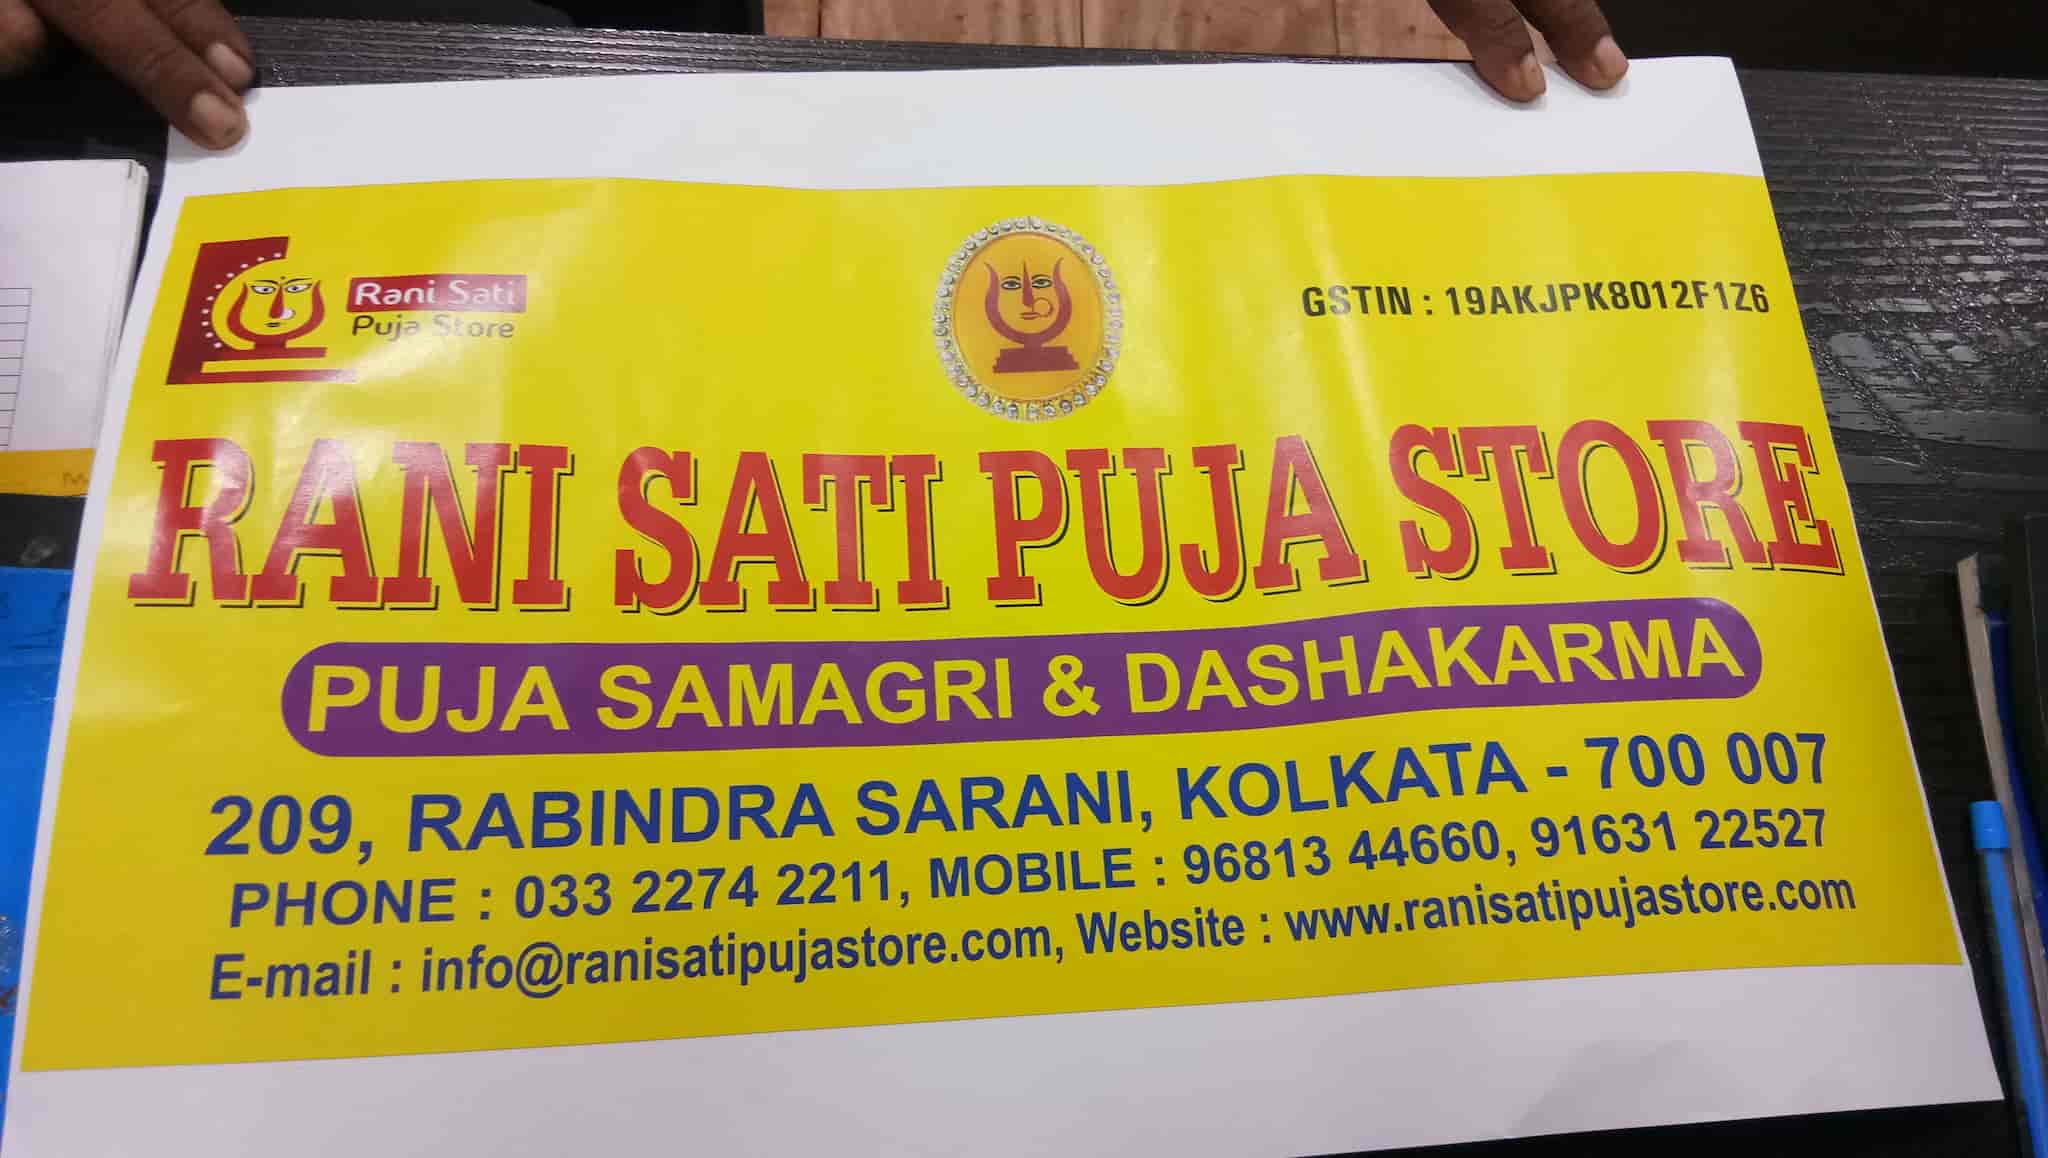 Rani Sati
Puja Store
GSTIN : 19AKJPK8012F1Z6
RANI SATI PUJA STORE
PUJA SAMAGRI & DASHAKARMA
209, RABINDRA SARANI, KOLKATA - 700 007
PHONE : 033 2274 2211, MOBILE : 96813 44660, 91631 22527
E-mail : info@ranisatipujastore.com, Website : www.ranisatipujastore.com